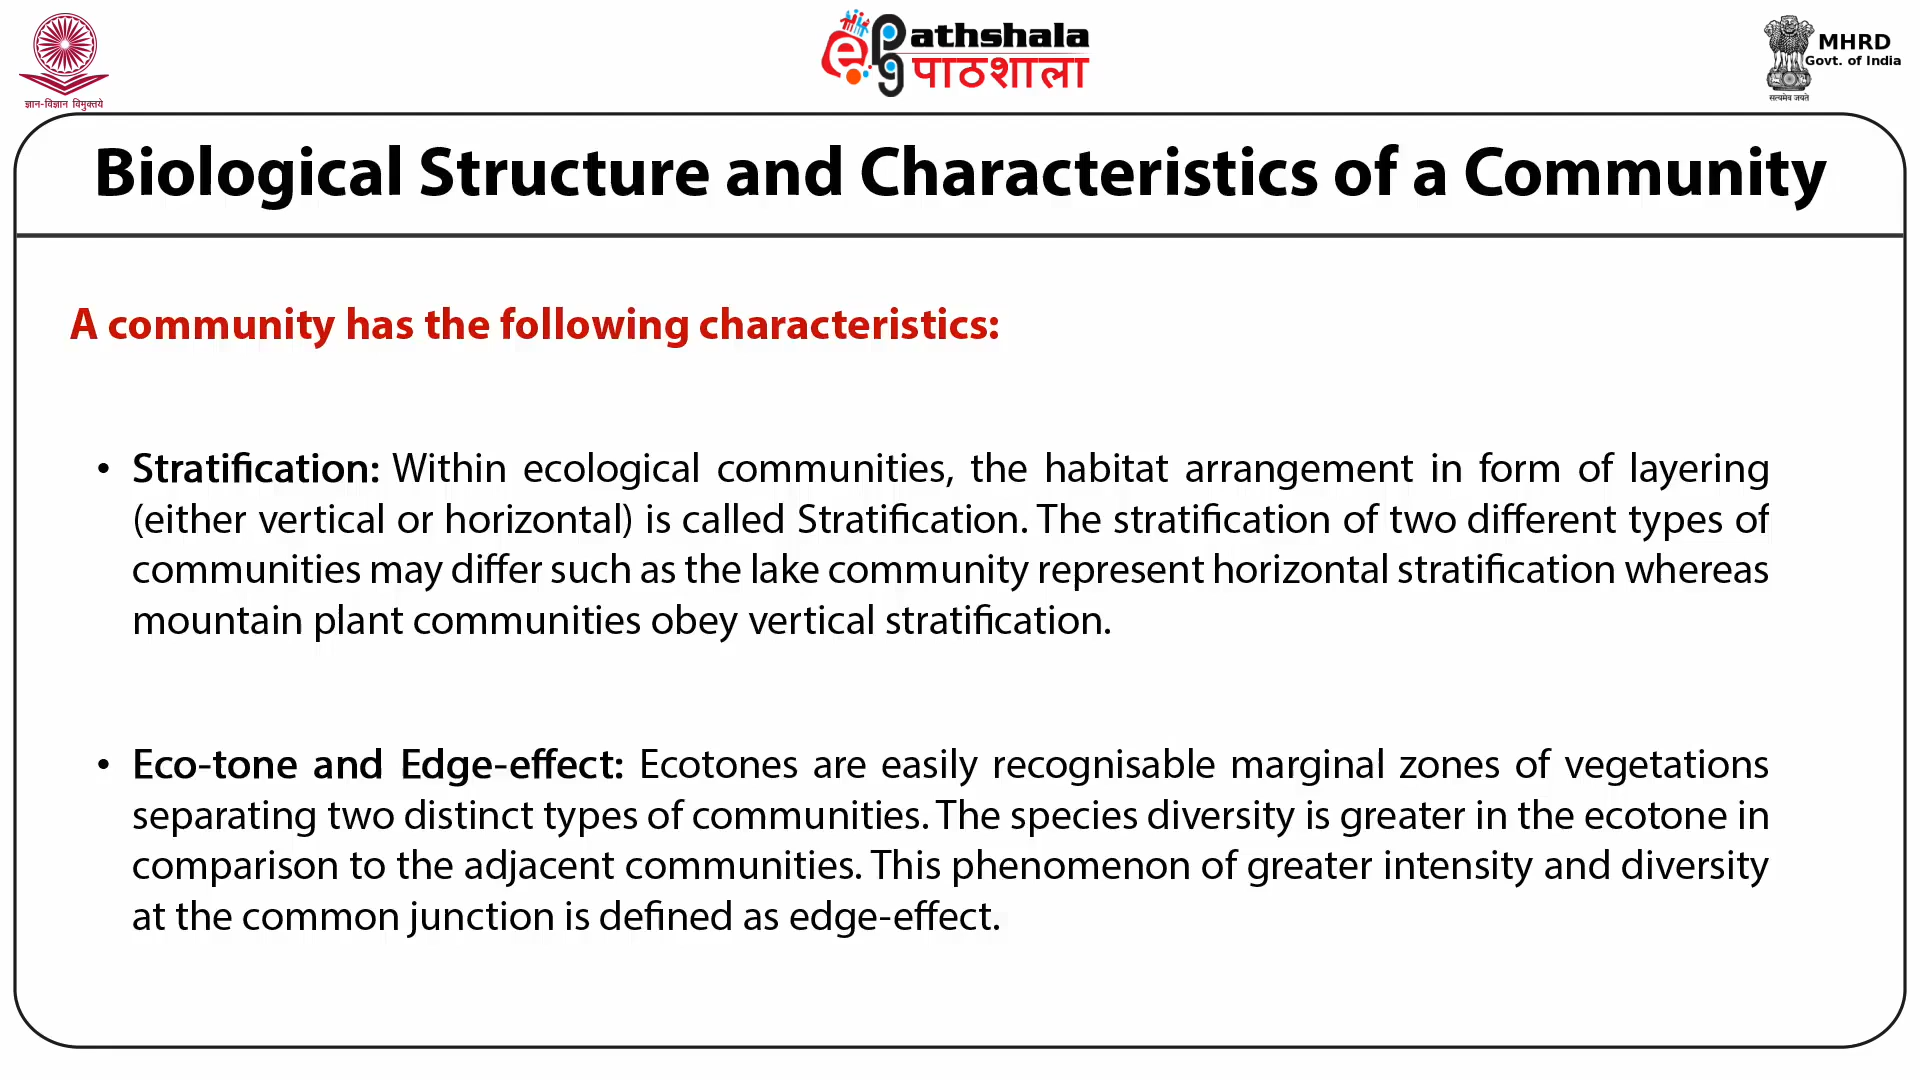 ज्ञान-विज्ञान विमुक्तये
e Pg Pathshala
पाठशाला
MHRD
Govt. of India
सत्यमेव जयते
Biological Structure and Characteristics of a Community
A community has the following characteristics:
• Stratification: Within ecological communities, the habitat arrangement in form of layering
(either vertical or horizontal) is called Stratification. The stratification of two different types of
communities may differ such as the lake community represent horizontal stratification whereas
mountain plant communities obey vertical stratification.
• Eco-tone and Edge-effect: Ecotones are easily recognisable marginal zones of vegetations
separating two distinct types of communities. The species diversity is greater in the ecotone in
comparison to the adjacent communities. This phenomenon of greater intensity and diversity
at the common junction is defined as edge-effect.